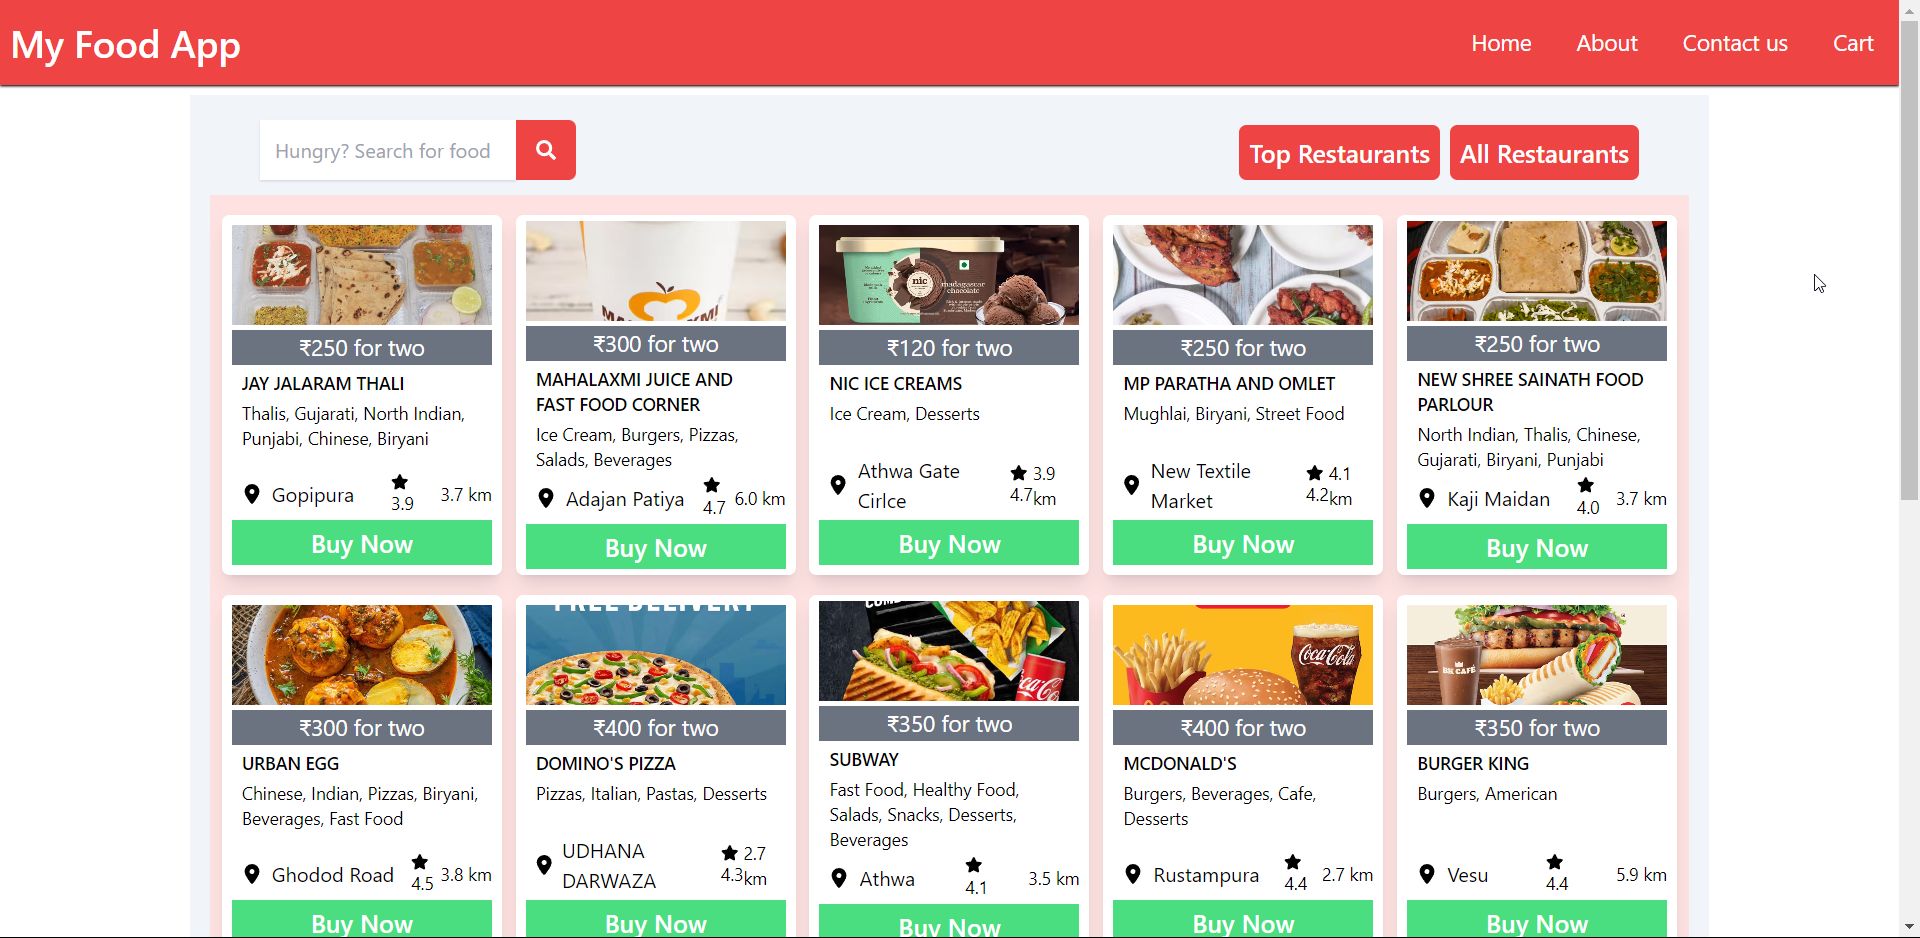 My Food App
Home
About
Contact us
Cart
Hungry? Search for food
Top Restaurants
All Restaurants
₹250 for two
JAY JALARAM THALI
Thalis, Gujarati, North Indian,
Punjabi, Chinese, Biryani
Gopipura
3.9
3.7 km
Buy Now
₹300 for two
MAHALAXMI JUICE AND
FAST FOOD CORNER
Ice Cream, Burgers, Pizzas,
Salads, Beverages
Adajan Patiya
4.7
6.0 km
Buy Now
nic
madagascar
chocolate
₹120 for two
NIC ICE CREAMS
Ice Cream, Desserts
Athwa Gate
Cirlce
3.9
4.7km
Buy Now
₹250 for two
MP PARATHA AND OMLET
Mughlai, Biryani, Street Food
New Textile
Market
4.1
4.2km
Buy Now
₹250 for two
NEW SHREE SAINATH FOOD
PARLOUR
North Indian, Thalis, Chinese,
Gujarati, Biryani, Punjabi
Kaji Maidan
4.0
3.7 km
Buy Now
₹300 for two
URBAN EGG
Chinese, Indian, Pizzas, Biryani,
Beverages, Fast Food
Ghodod Road
4.5
3.8 km
Buy Now
FREE DELIVERY
₹400 for two
DOMINO'S PIZZA
Pizzas, Italian, Pastas, Desserts
UDHANA
DARWAZA
2.7
4.3km
Buy Now
₹350 for two
SUBWAY
Fast Food, Healthy Food,
Salads, Snacks, Desserts,
Beverages
Athwa
4.1
3.5 km
Buy Now
Coca-Cola
₹400 for two
MCDONALD'S
Burgers, Beverages, Cafe,
Desserts
Rustampura
4.4
2.7 km
Buy Now
BK CAFÉ
₹350 for two
BURGER KING
Burgers, American
Vesu
4.4
5.9 km
Buy Now